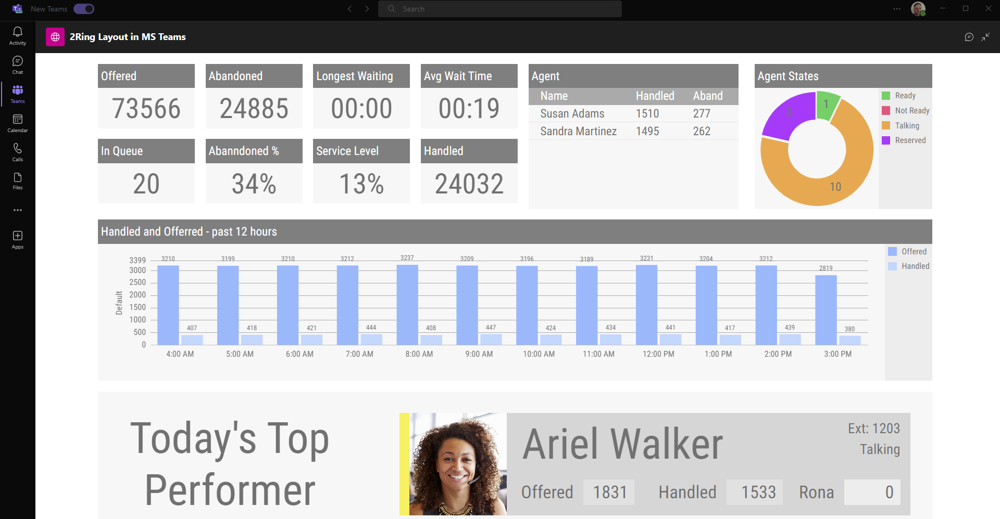 New Teams
Search
Activity
Chat
Teams
Calendar
Calls
Files
Apps
2Ring Layout in MS Teams
Offered
73566
Abandoned
24885
Longest Waiting
00:00
Avg Wait Time
00:19
In Queue
20
Abanndoned %
34%
Service Level
13%
Handled
24032
Agent
Name Handled Aband
Susan Adams 1510 277
Sandra Martinez 1495 262
Agent States
1
3
10
Ready
Not Ready
Talking
Reserved
Handled and Offerred - past 12 hours
Default
3399
3000
2500
2000
1500
1000
500
0
3210 3199 3210 3212 3237 3209 3196 3189 3231 3204 3212 2819
407 418 421 444 408 447 424 434 441 417 439 380
4:00 AM 5:00 AM 6:00 AM 7:00 AM 8:00 AM 9:00 AM 10:00 AM 11:00 AM 12:00 PM 1:00 PM 2:00 PM 3:00 PM
Offered
Handled
Today's Top
Performer
Ariel Walker
Ext: 1203
Talking
Offered 1831 Handled 1533 Rona 0